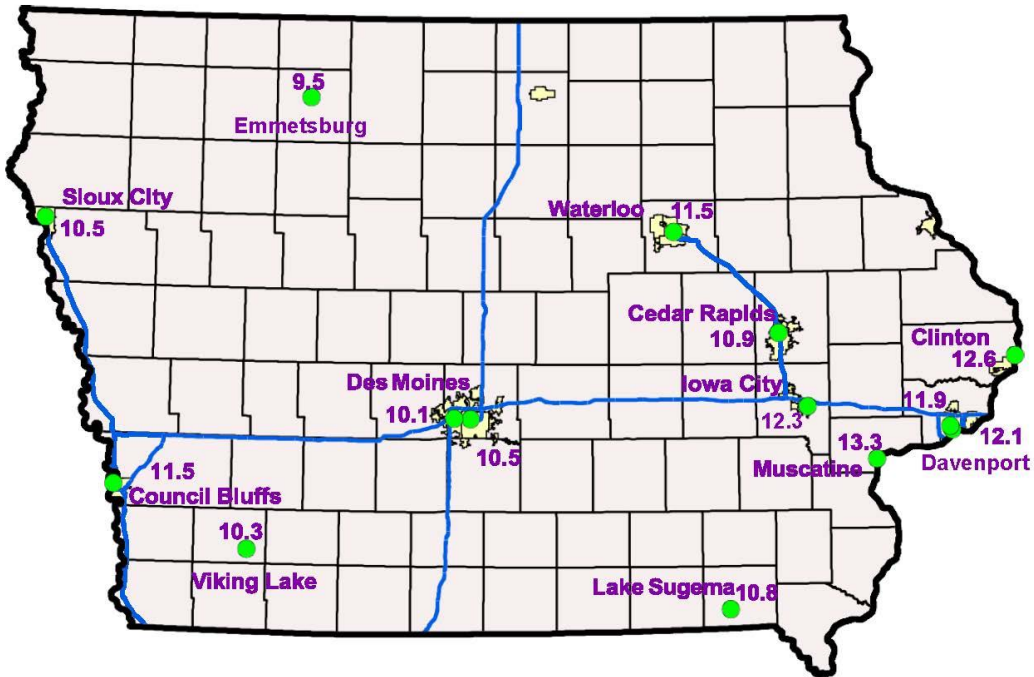 9.5
Emmetsburg
Sioux City
10.5
Waterloo
11.5
Cedar Rapids
10.9
Clinton
12.6
Des Moines
10.1
10.5
Iowa City
12.3
11.9
12.1
Davenport
13.3
Muscatine
11.5
Council Bluffs
10.3
Viking Lake
Lake Sugema
10.8